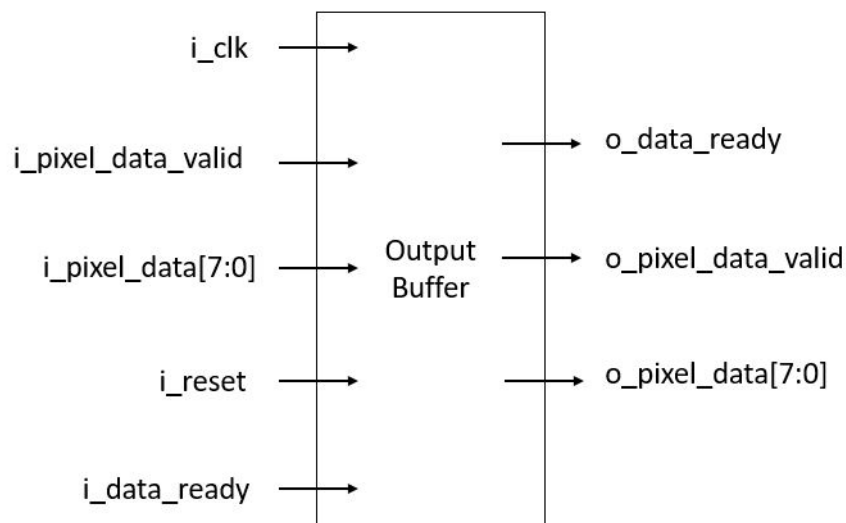 i_clk
i_pixel_data_valid
i_pixel_data[7:0]
i_reset
i_data_ready
Output
Buffer
o_data_ready
o_pixel_data_valid
o_pixel_data[7:0]